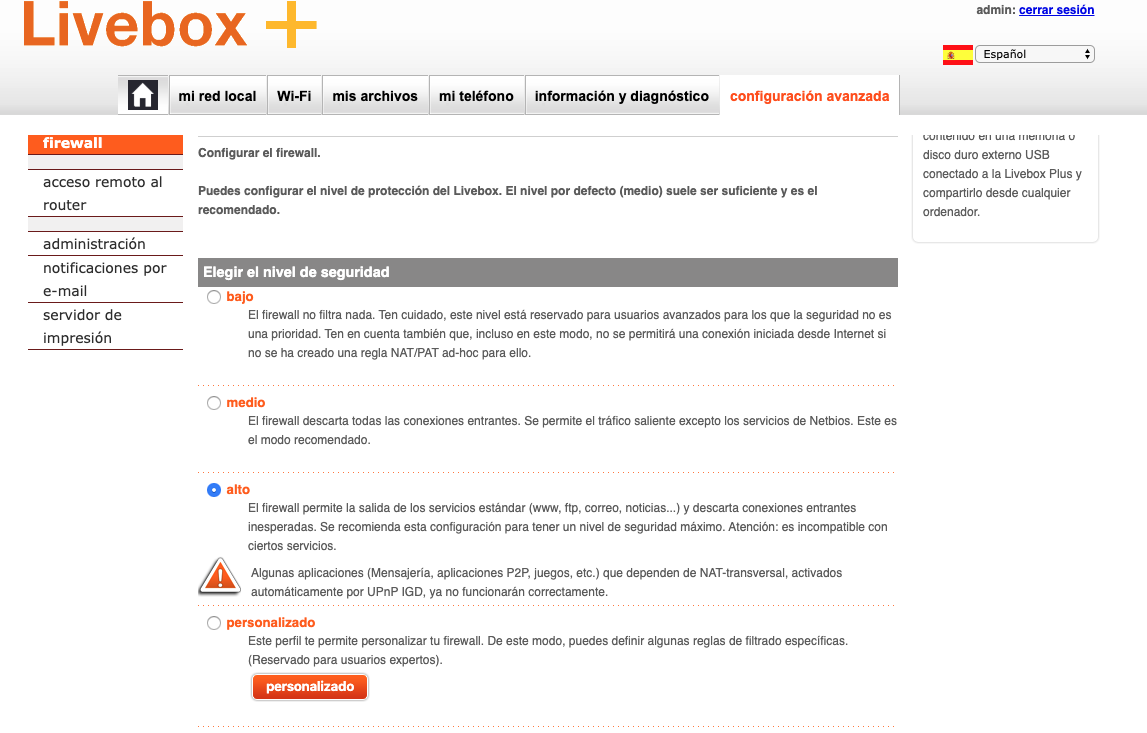 Livebox +
admin: cerrar sesión
Español
mi red local
Wi-Fi
mis archivos
mi teléfono
información y diagnóstico
configuración avanzada
firewall
acceso remoto al
router
administración
notificaciones por
e-mail
servidor de
impresión
Configurar el firewall.
Puedes configurar el nivel de protección del Livebox. El nivel por defecto (medio) suele ser suficiente y es el
recomendado.
Elegir el nivel de seguridad
bajo
El firewall no filtra nada. Ten cuidado, este nivel está reservado para usuarios avanzados para los que la seguridad no es
una prioridad. Ten en cuenta también que, incluso en este modo, no se permitirá una conexión iniciada desde Internet si
no se ha creado una regla NAT/PAT ad-hoc para ello.
medio
El firewall descarta todas las conexiones entrantes. Se permite el tráfico saliente excepto los servicios de Netbios. Este es
el modo recomendado.
alto
El firewall permite la salida de los servicios estándar (www, ftp, correo, noticias...) y descarta conexiones entrantes
inesperadas. Se recomienda esta configuración para tener un nivel de seguridad máximo. Atención: es incompatible con
ciertos servicios.
Algunas aplicaciones (Mensajería, aplicaciones P2P, juegos, etc.) que dependen de NAT-transversal, activados
automáticamente por UPnP IGD, ya no funcionarán correctamente.
personalizado
Este perfil te permite personalizar tu firewall. De este modo, puedes definir algunas reglas de filtrado específicas.
(Reservado para usuarios expertos).
personalizado
contenido en una memoria o
disco duro externo USB
conectado a la Livebox Plus y
compartirlo desde cualquier
ordenador.